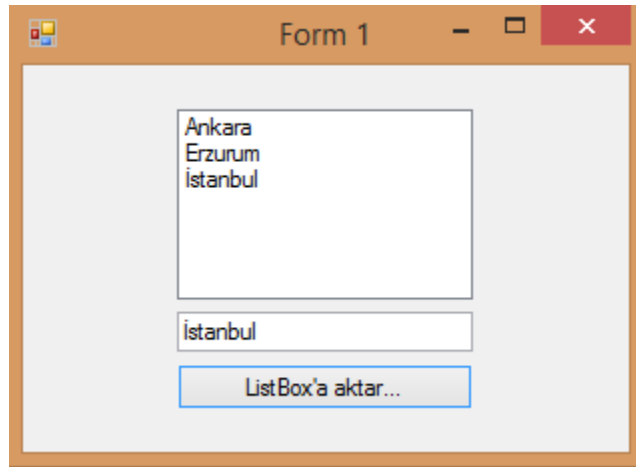 Form 1
Ankara
Erzurum
İstanbul
İstanbul
ListBox'a aktar...